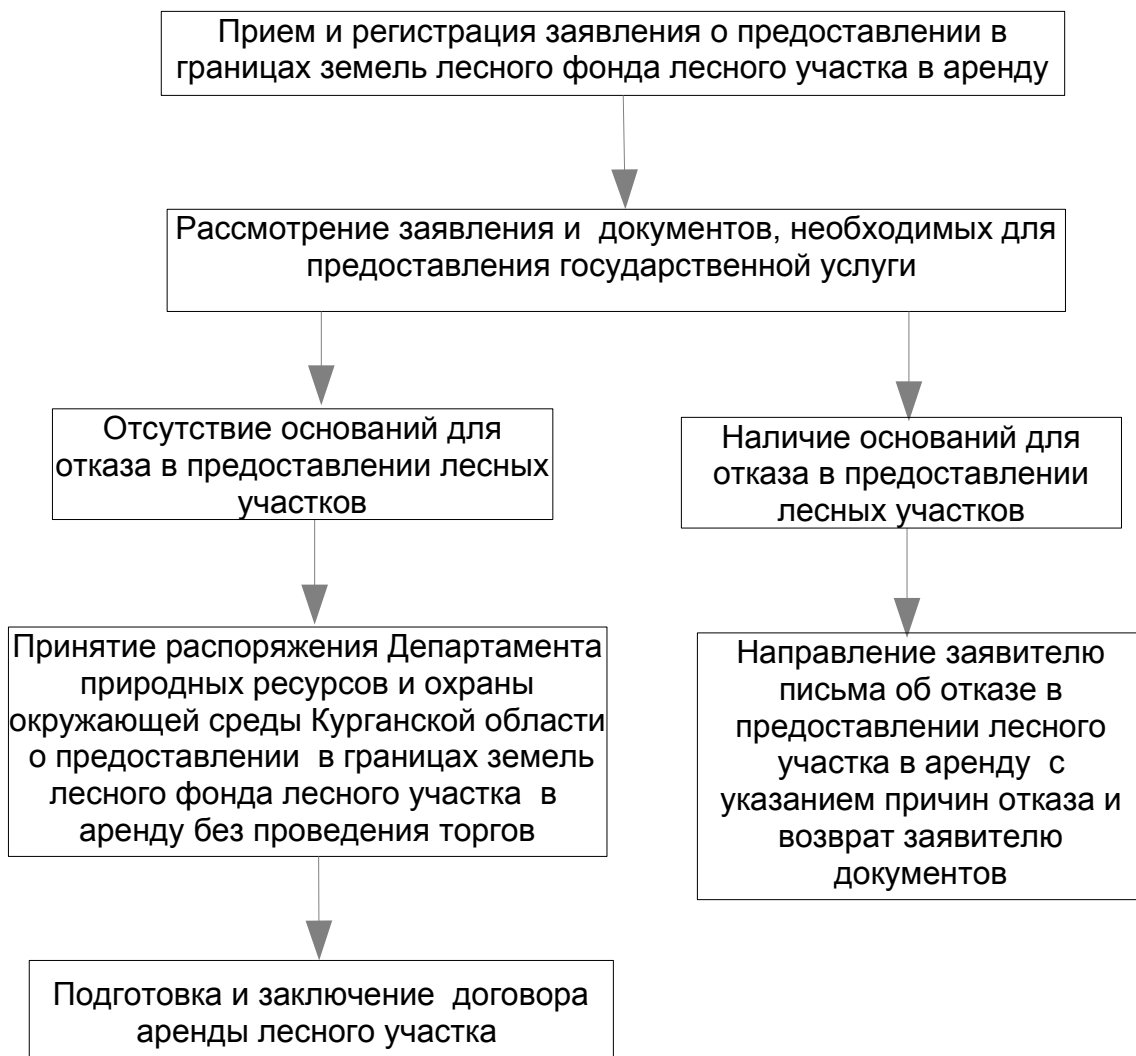 Прием и регистрация заявления о предоставлении в
границах земель лесного фонда лесного участка в аренду
Рассмотрение заявления и документов, необходимых для
предоставления государственной услуги
Отсутствие оснований для
отказа в предоставлении лесных
участков
Наличие оснований для
отказа в предоставлении
лесных участков
Принятие распоряжения Департамента
природных ресурсов и охраны
окружающей среды Курганской области
о предоставлении в границах земель
лесного фонда лесного участка в
аренду без проведения торгов
Направление заявителю
письма об отказе в
предоставлении лесного
участка в аренду с
указанием причин отказа и
возврат заявителю
документов
Подготовка и заключение договора
аренды лесного участка